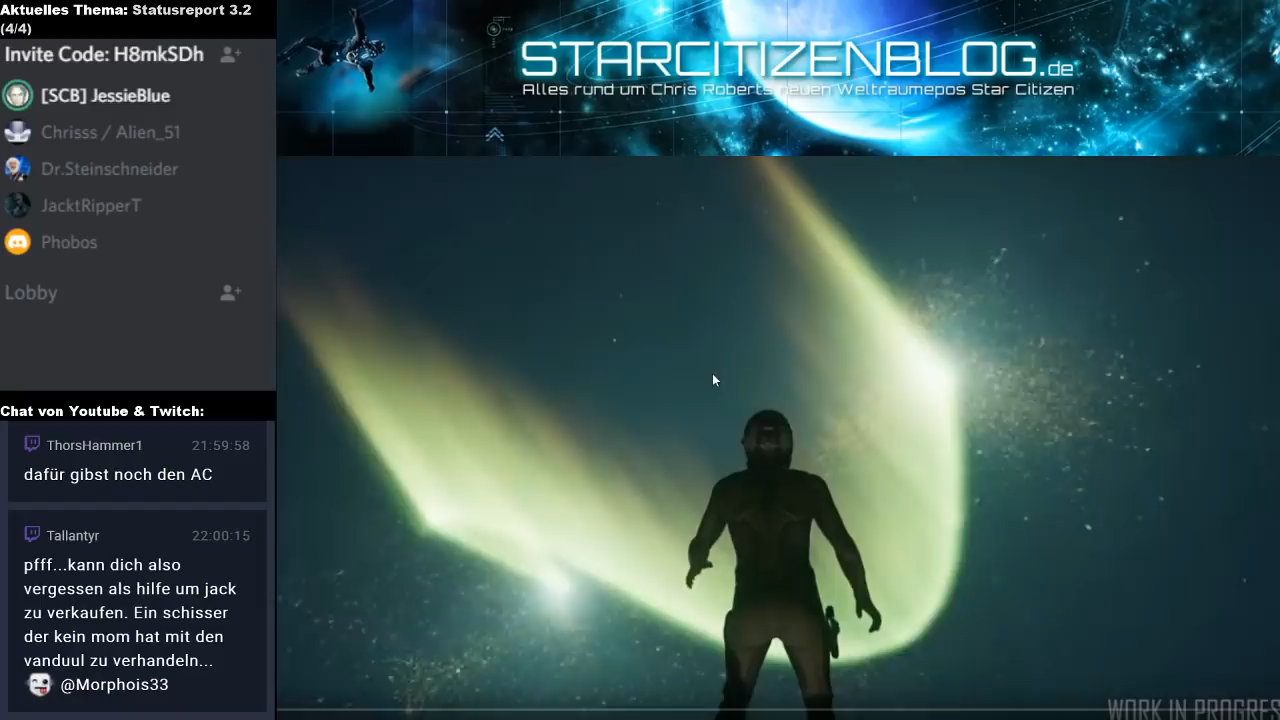 Aktuelles Thema: Statusreport 3.2
(4/4)
Invite Code: H8mkSDh
[SCB] JessieBlue
Chrisss / Alien_51
Dr.Steinschneider
JacktRipperT
Phobos
Lobby
Chat von Youtube & Twitch:
ThorsHammer1 21:59:58
dafür gibst noch den AC
Tallantyr 22:00:15
pfff...kann dich also
vergessen als hilfe um jack
zu verkaufen. Ein schisser
der kein mom hat mit den
vanduul zu verhandeln...
@Morphois33
STARCITIZENBLOG.de
Alles rund um Chris Roberts neuen Weltraumepos Star Citizen
WORK IN PROGRES